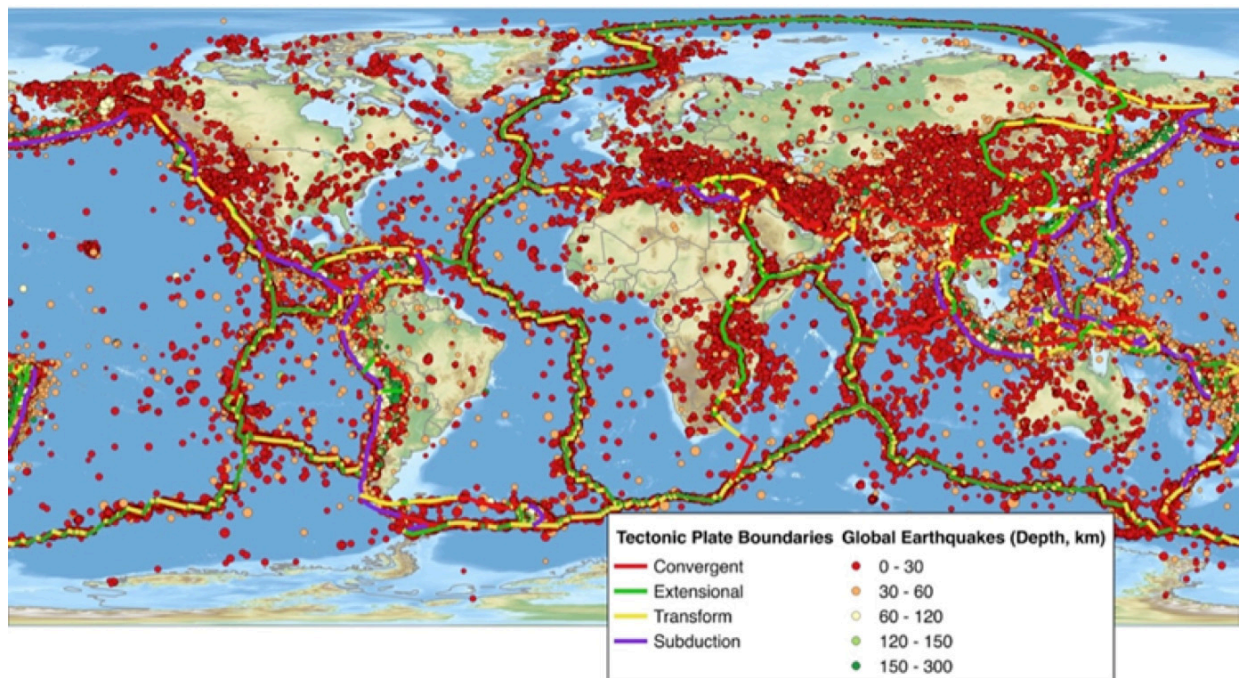 Tectonic Plate Boundaries Global Earthquakes (Depth, km)
Convergent 0 - 30
Extensional 30 - 60
Transform 60 - 120
Subduction 120 - 150
150 - 300